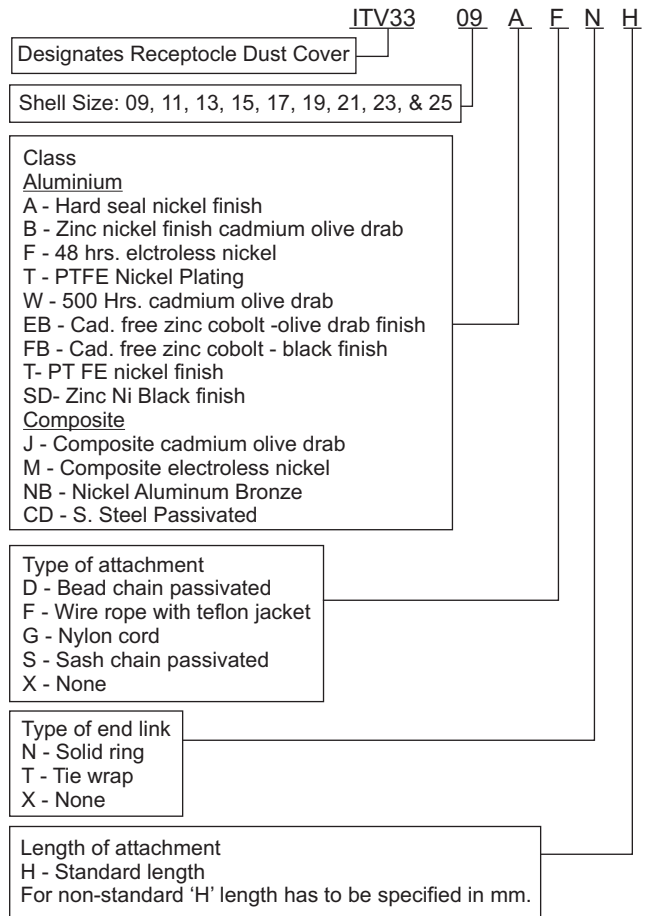 ITV33 09 A F N H
Designates Receptocle Dust Cover
Shell Size: 09, 11, 13, 15, 17, 19, 21, 23, & 25
Class
Aluminium
A - Hard seal nickel finish
B - Zinc nickel finish cadmium olive drab
F - 48 hrs. elctroless nickel
T - PTFE Nickel Plating
W - 500 Hrs. cadmium olive drab
EB - Cad. free zinc cobolt -olive drab finish
FB - Cad. free zinc cobolt - black finish
T- PT FE nickel finish
SD- Zinc Ni Black finish
Composite
J - Composite cadmium olive drab
M - Composite electroless nickel
NB - Nickel Aluminum Bronze
CD - S. Steel Passivated
Type of attachment
D - Bead chain passivated
F - Wire rope with teflon jacket
G - Nylon cord
S - Sash chain passivated
X - None
Type of end link
N - Solid ring
T - Tie wrap
X - None
Length of attachment
H - Standard length
For non-standard ‘H’ length has to be specified in mm.